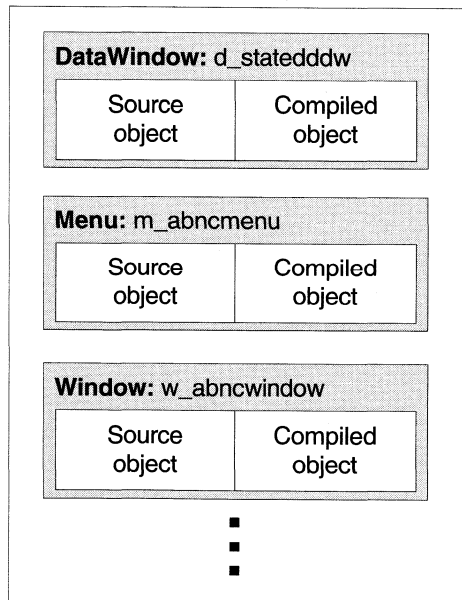 DataWindow: d_statedddw
Source Compiled
object object
Menu: m_abncmenu
Source Compiled
object object
Window: w_abncwindow
Source Compiled
object object